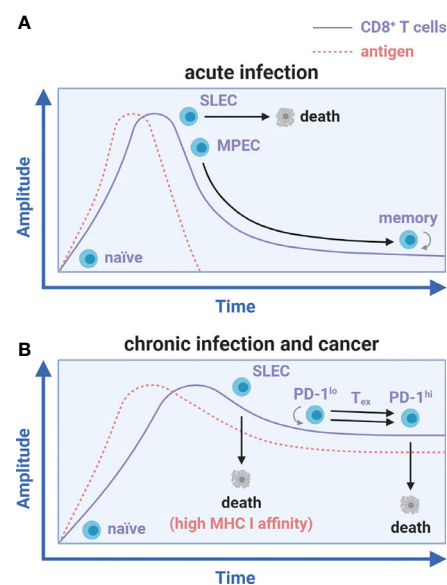 A
CD8⁺ T cells
antigen
acute infection
SLEC
death
MPEC
memory
naïve
Amplitude
Time
B
chronic infection and cancer
SLEC
PD-1ˡᵒ
Tₑₓ
PD-1ʰⁱ
death
(high MHC I affinity)
death
naïve
Amplitude
Time